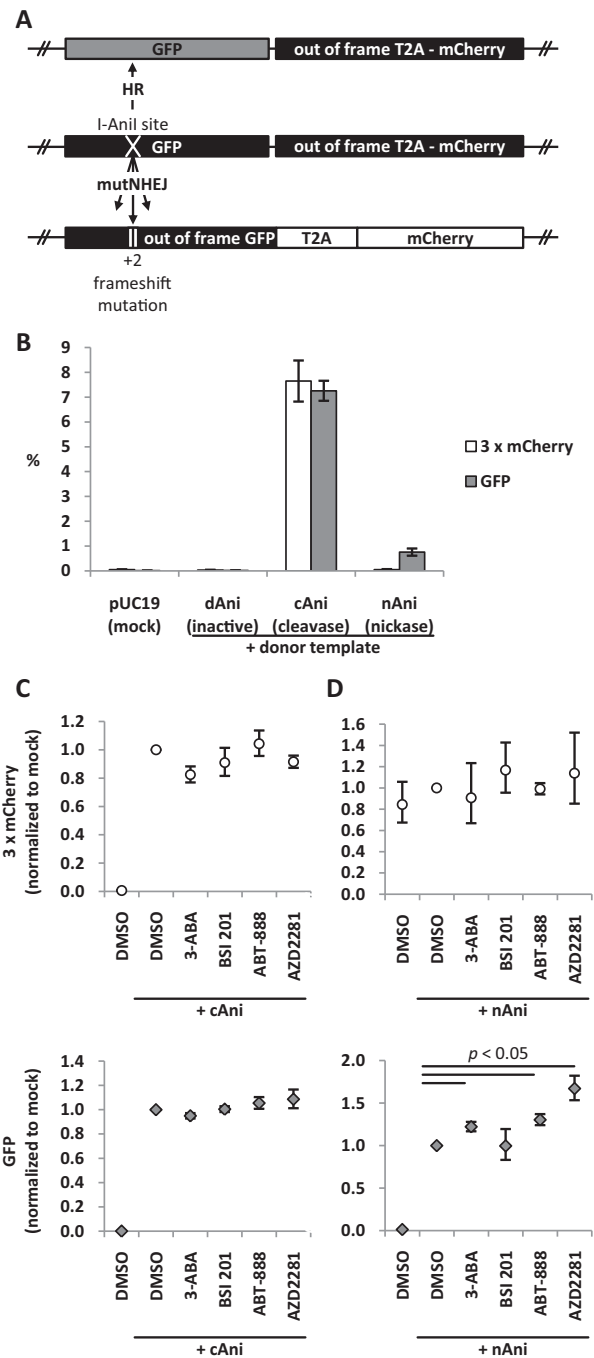 A
GFP
out of frame T2A - mCherry
HR
I-AniI site
GFP
out of frame T2A - mCherry
mutNHEJ
out of frame GFP
T2A
mCherry
+2
frameshift
mutation
B
9
8
7
6
5
4
3
2
1
0
%
3 x mCherry
GFP
pUC19
(mock)
dAni
(inactive)
cAni
(cleavase)
nAni
(nickase)
+ donor template
C
3 x mCherry
(normalized to mock)
1.2
1.0
0.8
0.6
0.4
0.2
0.0
DMSO
DMSO
3-ABA
BSI 201
ABT-888
AZD2281
+ cAni
D
1.6
1.4
1.2
1.0
0.8
0.6
0.4
0.2
0.0
DMSO
DMSO
3-ABA
BSI 201
ABT-888
AZD2281
+ nAni
GFP
(normalized to mock)
1.4
1.2
1.0
0.8
0.6
0.4
0.2
0.0
DMSO
DMSO
3-ABA
BSI 201
ABT-888
AZD2281
+ cAni
p < 0.05
2.0
1.5
1.0
0.5
0.0
DMSO
DMSO
3-ABA
BSI 201
ABT-888
AZD2281
+ nAni